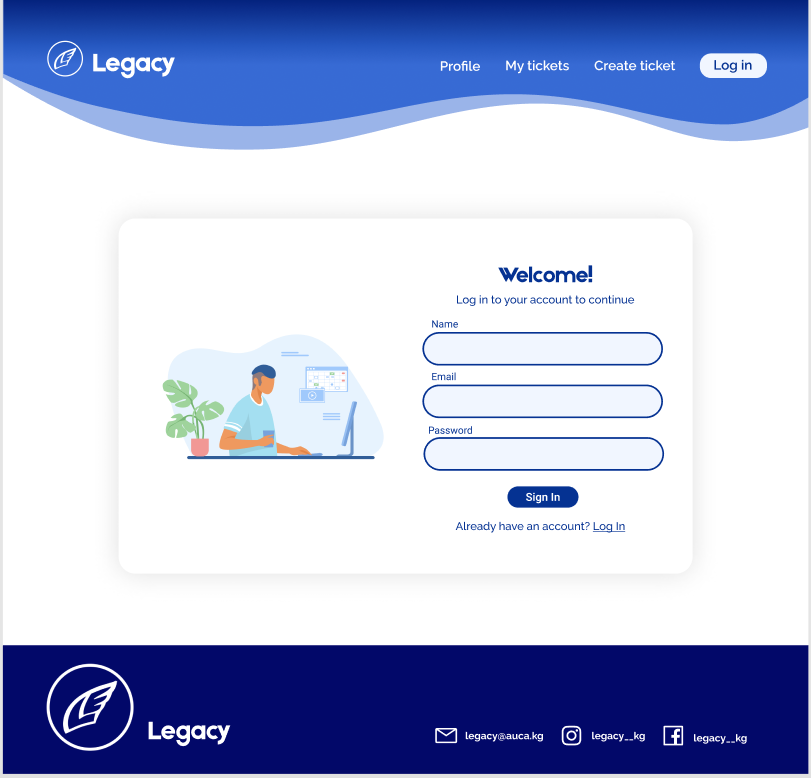 Legacy
Profile My tickets Create ticket Log in
Welcome!
Log in to your account to continue
Name
Email
Password
Sign In
Already have an account? Log In
Legacy
legacy@auca.kg legacy__kg legacy__kg